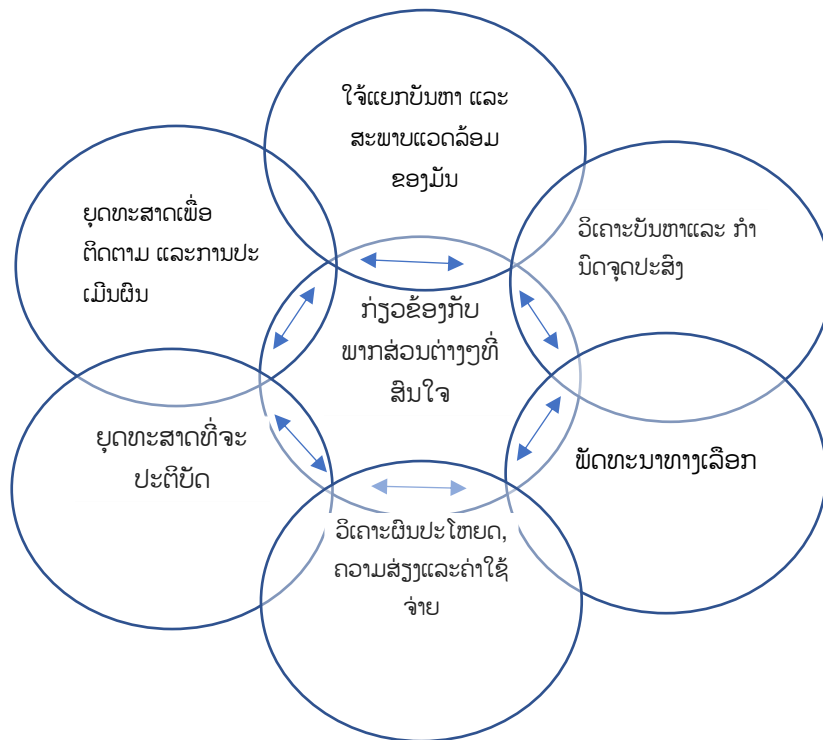 ໃຈ້ແຍກບັນຫາ ແລະ
ສະພາບແວດລ້ອມ
ຂອງມັນ
ວິເຄາະບັນຫາແລະ ກຳ
ນົດຈຸດປະສົງ
ພັດທະນາທາງເລືອກ
ວິເຄາະຜົນປະໂຫຍດ,
ຄວາມສ່ຽງແລະຄ່າໃຊ້
ຈ່າຍ
ຍຸດທະສາດທີ່ຈະ
ປະຕິບັດ
ຍຸດທະສາດເພື່ອ
ຕິດຕາມ ແລະການປະ
ເມີນຜົນ
ກ່ຽວຂ້ອງກັບ
ພາກສ່ວນຕ່າງໆທີ່
ສົນໃຈ